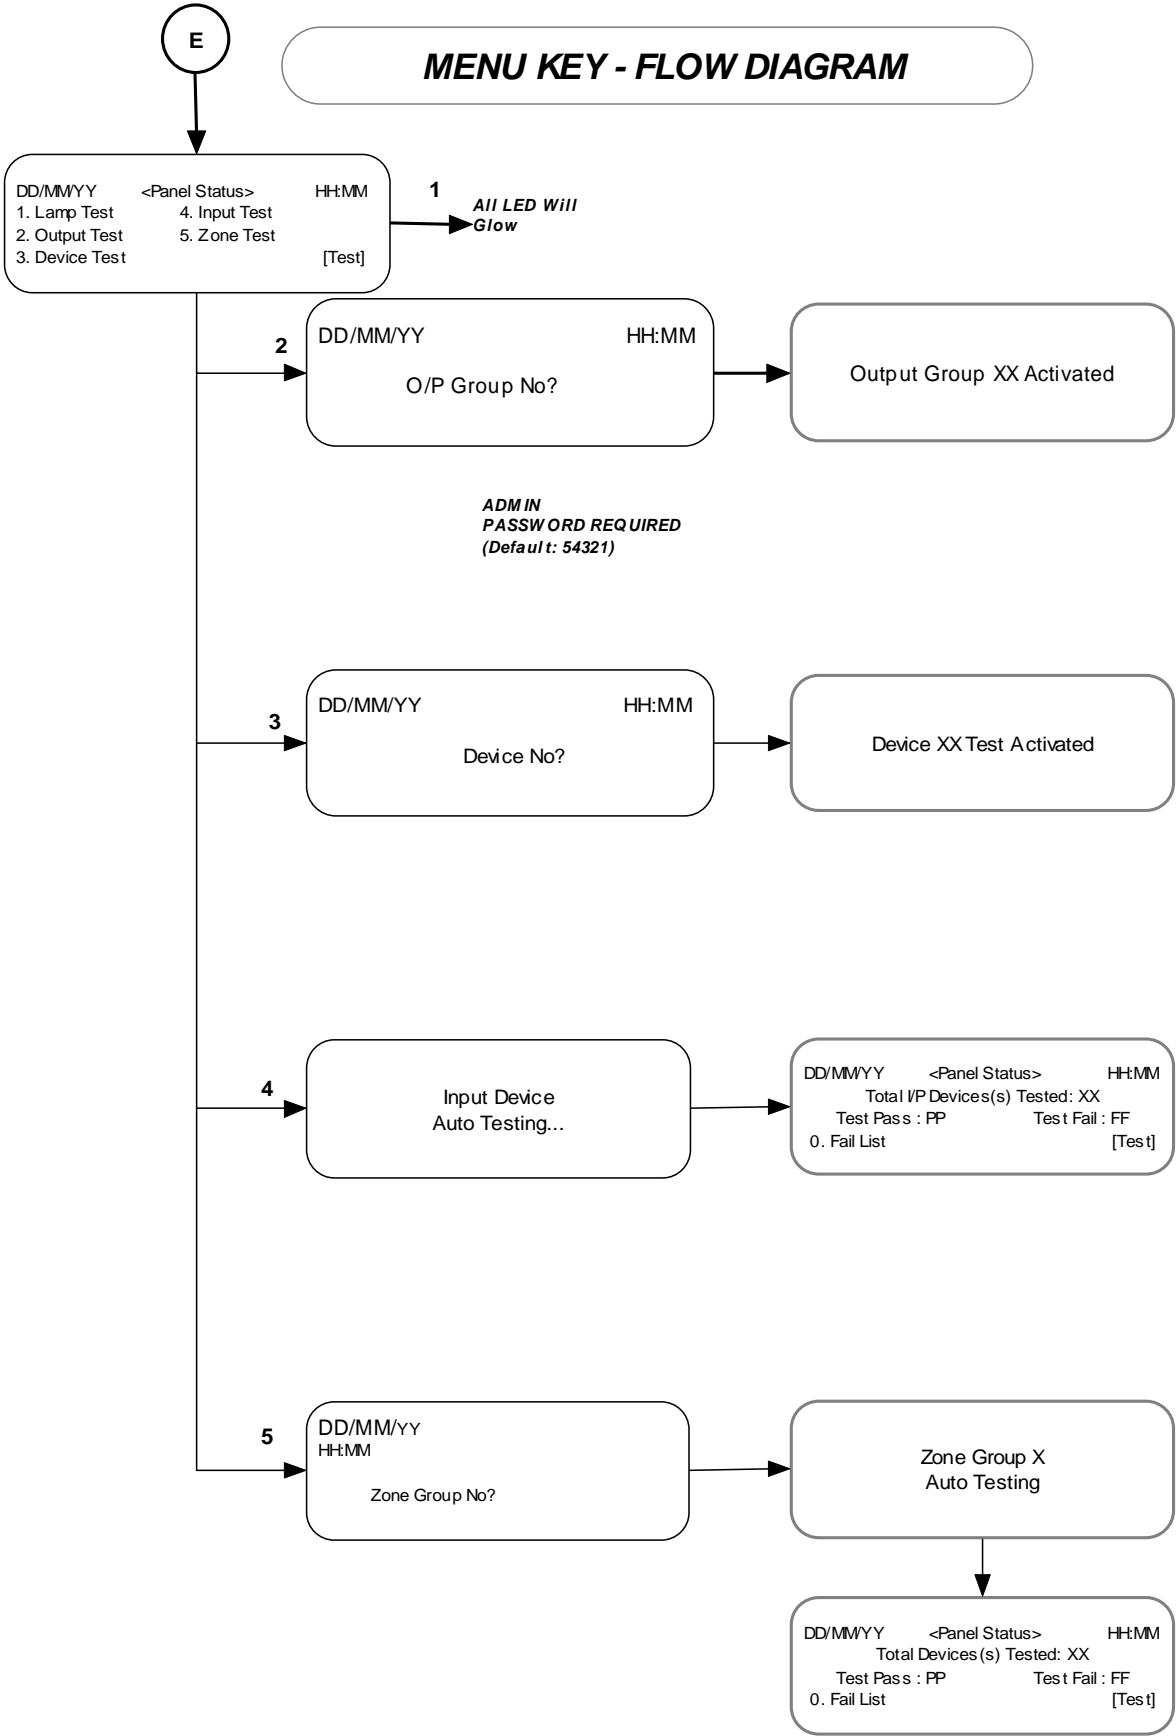 E
MENU KEY - FLOW DIAGRAM
DD/MM/YY <Panel Status> HH:MM
1. Lamp Test 4. Input Test
2. Output Test 5. Zone Test
3. Device Test [Test]
1
All LED Will
Glow
2
DD/MM/YY HH:MM
O/P Group No?
Output Group XX Activated
ADMIN
PASSWORD REQUIRED
(Default: 54321)
3
DD/MM/YY HH:MM
Device No?
Device XX Test Activated
4
Input Device
Auto Testing...
DD/MM/YY <Panel Status> HH:MM
Total I/P Devices(s) Tested: XX
Test Pass : PP Test Fail : FF
0. Fail List [Test]
5
DD/MM/YY
HH:MM
Zone Group No?
Zone Group X
Auto Testing
DD/MM/YY <Panel Status> HH:MM
Total Devices(s) Tested: XX
Test Pass : PP Test Fail : FF
0. Fail List [Test]